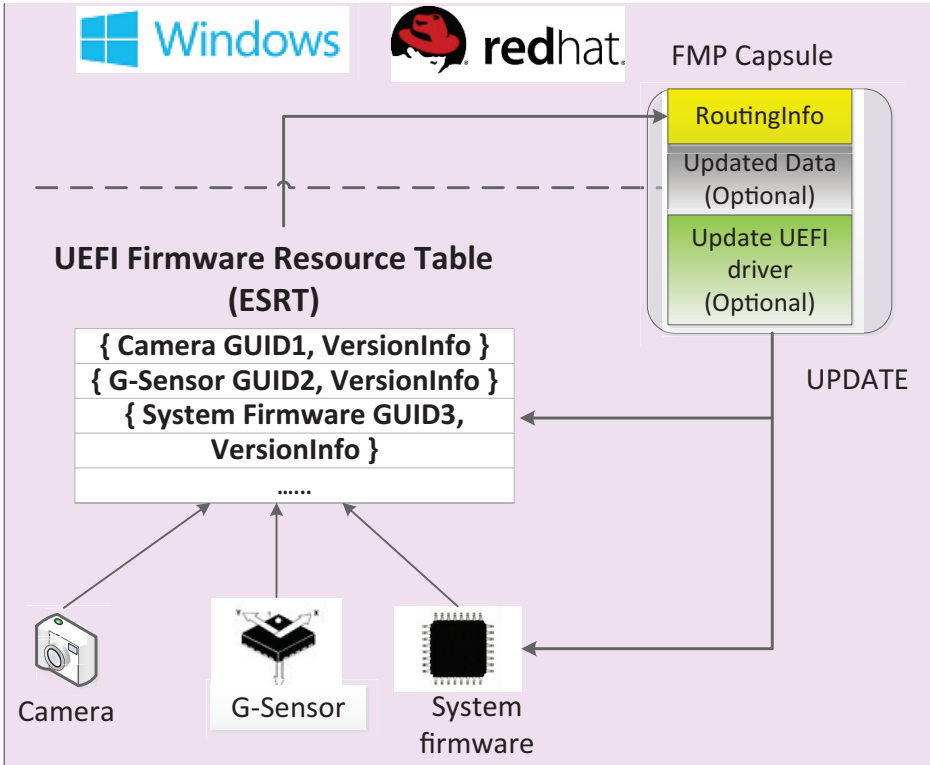 Windows
redhat.
FMP Capsule
RoutingInfo
Updated Data
(Optional)
Update UEFI
driver
(Optional)
UEFI Firmware Resource Table
(ESRT)
{ Camera GUID1, VersionInfo }
{ G-Sensor GUID2, VersionInfo }
{ System Firmware GUID3,
VersionInfo }
......
UPDATE
Camera
G-Sensor
System
firmware